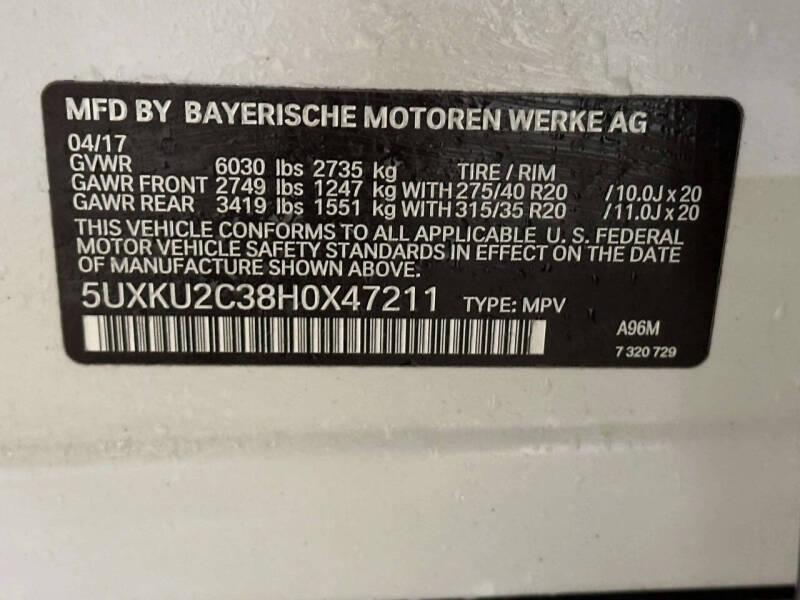 MFD BY BAYERISCHE MOTOREN WERKE AG
04/17
GVWR 6030 lbs 2735 kg TIRE / RIM
GAWR FRONT 2749 lbs 1247 kg WITH 275/40 R20 /10.0J x 20
GAWR REAR 3419 lbs 1551 kg WITH 315/35 R20 /11.0J x 20
THIS VEHICLE CONFORMS TO ALL APPLICABLE U. S. FEDERAL
MOTOR VEHICLE SAFETY STANDARDS IN EFFECT ON THE DATE
OF MANUFACTURE SHOWN ABOVE.
5UXKU2C38H0X47211 TYPE: MPV
A96M
7 320 729